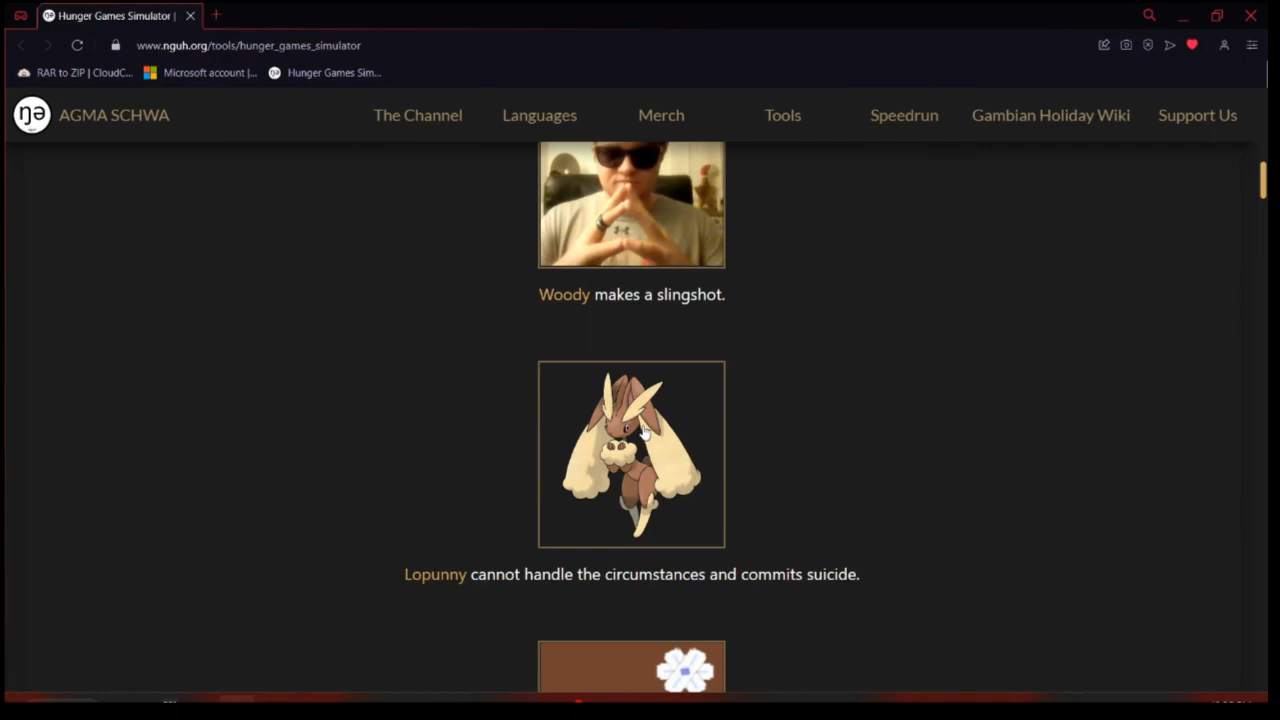 Hunger Games Simulator |
www.nguh.org/tools/hunger_games_simulator
RAR to ZIP | CloudC... Microsoft account |... Hunger Games Sim...
ŋə AGMA SCHWA The Channel Languages Merch Tools Speedrun Gambian Holiday Wiki Support Us
Woody makes a slingshot.
Lopunny cannot handle the circumstances and commits suicide.